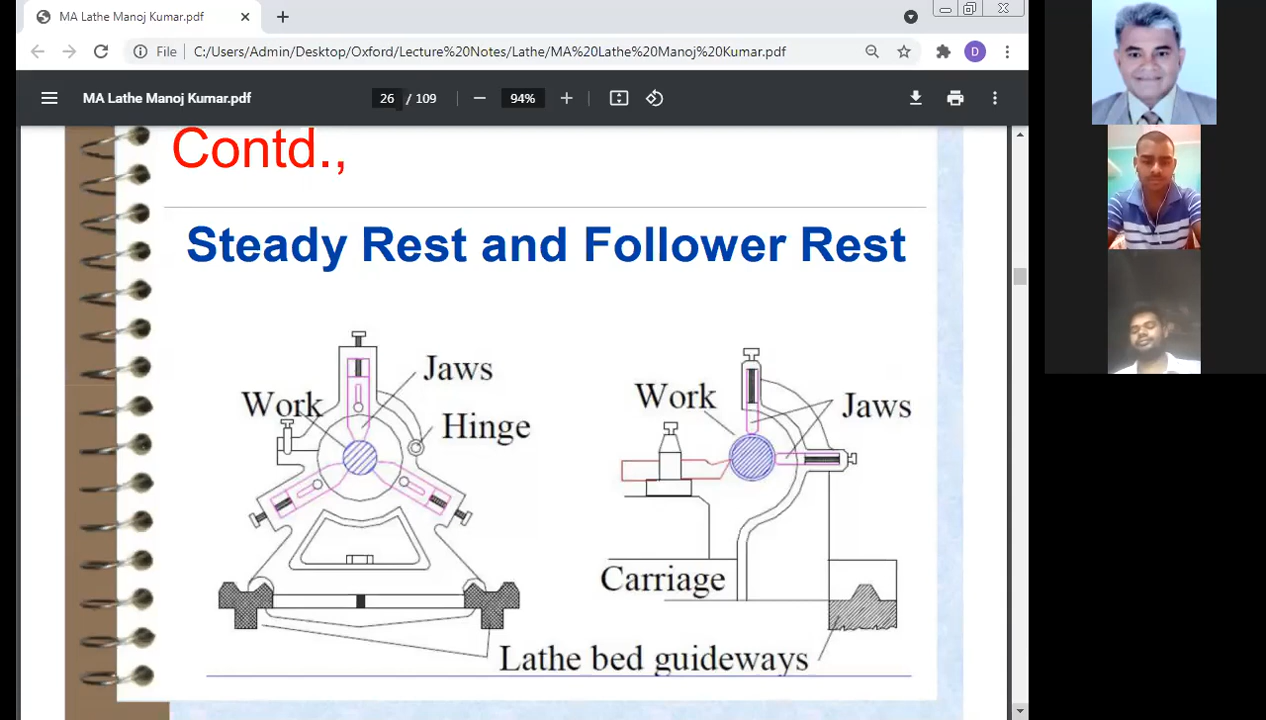 MA Lathe Manoj Kumar.pdf
File C:/Users/Admin/Desktop/Oxford/Lecture%20Notes/Lathe/MA%20Lathe%20Manoj%20Kumar.pdf
D
MA Lathe Manoj Kumar.pdf
26 / 109
94%
Contd.,
Steady Rest and Follower Rest
Jaws
Work
Hinge
Work
Jaws
Carriage
Lathe bed guideways